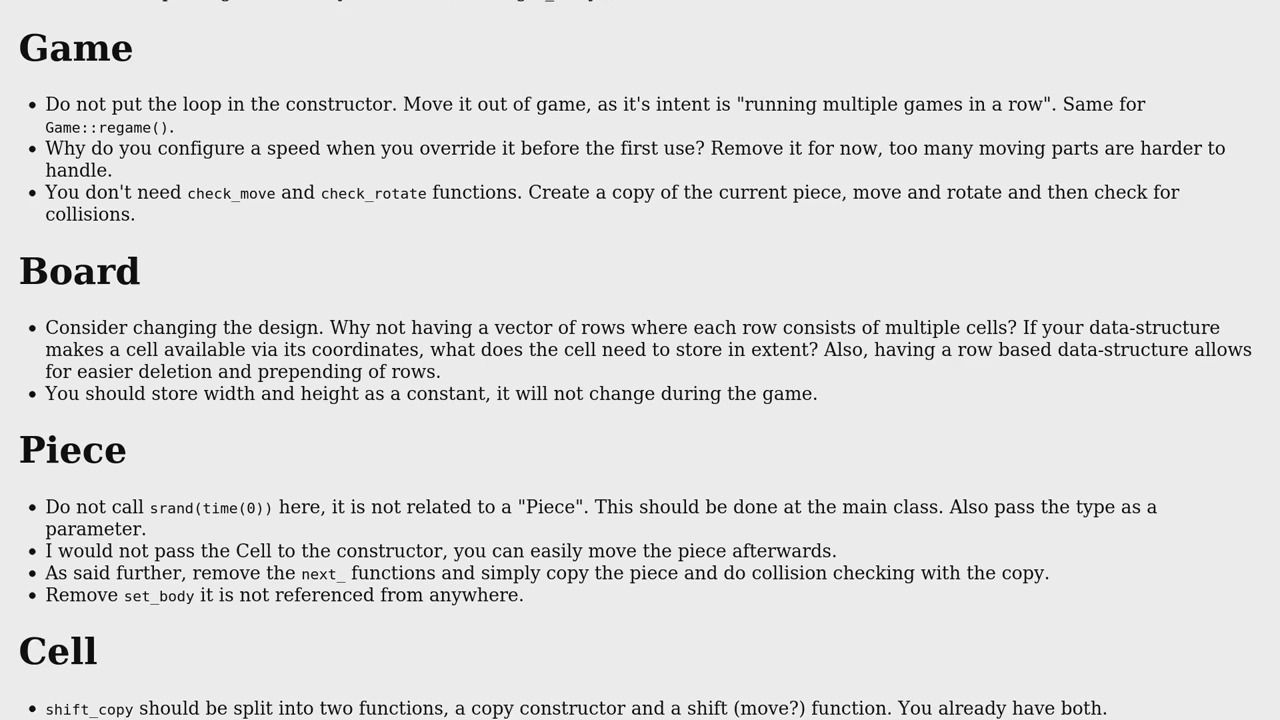 Game
• Do not put the loop in the constructor. Move it out of game, as it's intent is "running multiple games in a row". Same for
Game::regame().
• Why do you configure a speed when you override it before the first use? Remove it for now, too many moving parts are harder to
handle.
• You don't need check_move and check_rotate functions. Create a copy of the current piece, move and rotate and then check for
collisions.
Board
• Consider changing the design. Why not having a vector of rows where each row consists of multiple cells? If your data-structure
makes a cell available via its coordinates, what does the cell need to store in extent? Also, having a row based data-structure allows
for easier deletion and prepending of rows.
• You should store width and height as a constant, it will not change during the game.
Piece
• Do not call srand(time(0)) here, it is not related to a "Piece". This should be done at the main class. Also pass the type as a
parameter.
• I would not pass the Cell to the constructor, you can easily move the piece afterwards.
• As said further, remove the next_ functions and simply copy the piece and do collision checking with the copy.
• Remove set_body it is not referenced from anywhere.
Cell
• shift_copy should be split into two functions, a copy constructor and a shift (move?) function. You already have both.